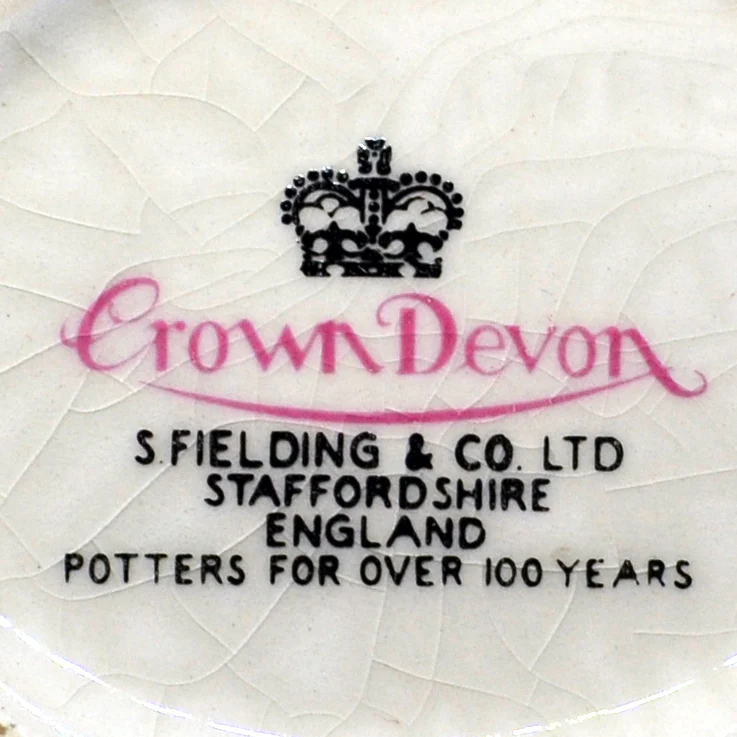 Crown Devon
S. FIELDING & CO. LTD
STAFFORDSHIRE
ENGLAND
POTTERS FOR OVER 100 YEARS